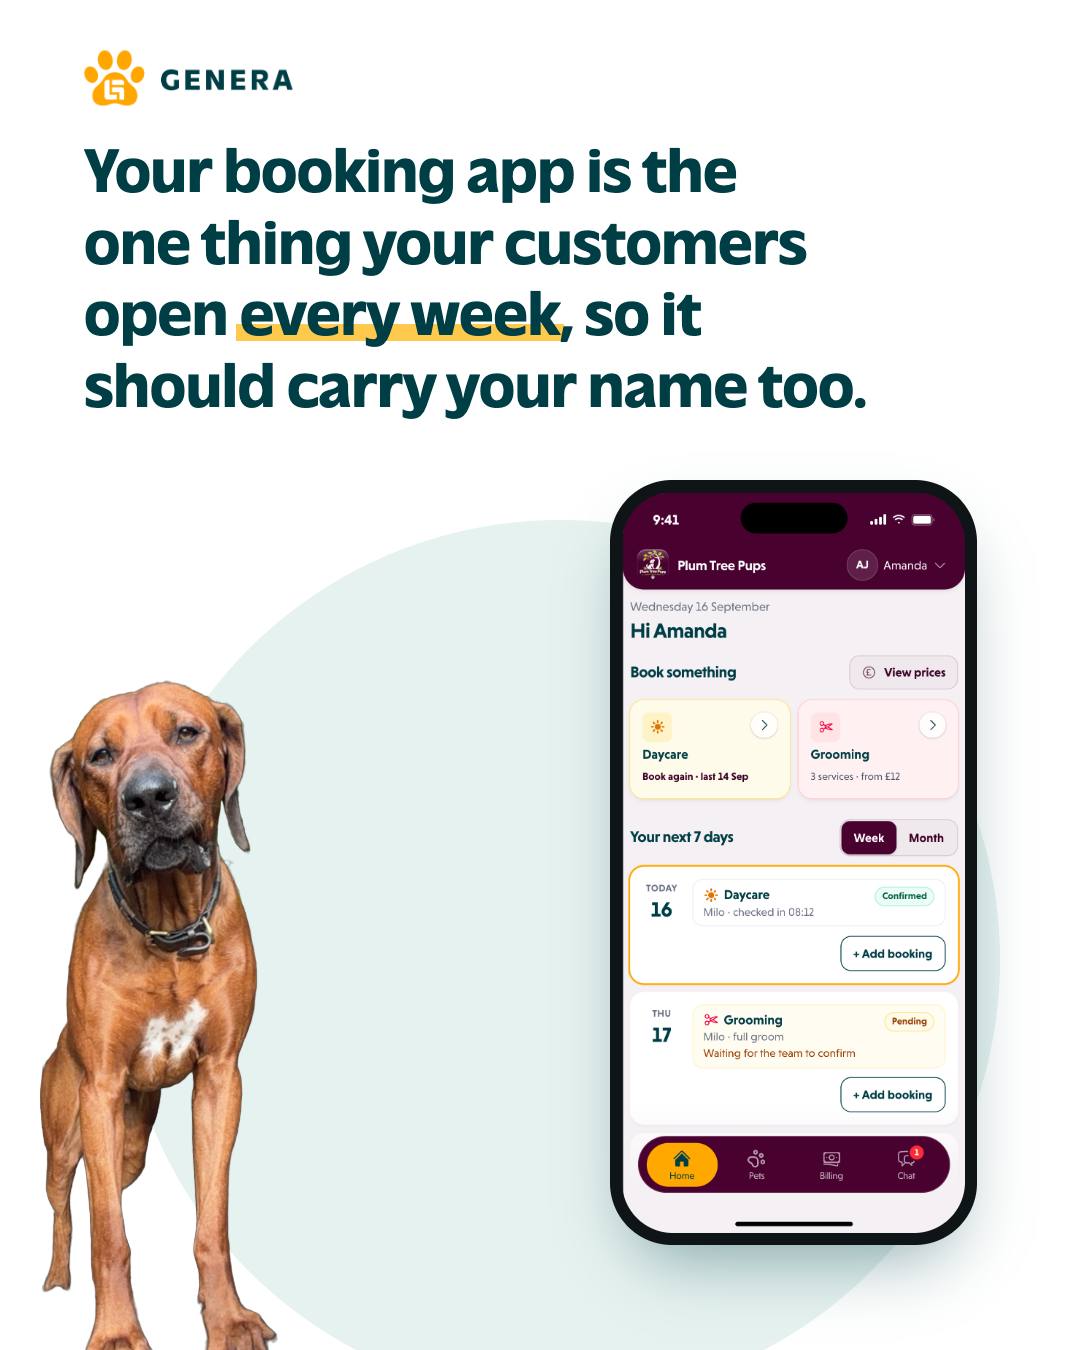 GENERA
Your booking app is the
one thing your customers
open every week, so it
should carry your name too.
9:41
Plum Tree Pups
AJ
Amanda
Wednesday 16 September
Hi Amanda
Book something
View prices
Daycare
Book again · last 14 Sep
Grooming
3 services · from £12
Your next 7 days
Week
Month
TODAY
16
Daycare
Confirmed
Milo · checked in 08:12
+ Add booking
THU
17
Grooming
Pending
Milo · full groom
Waiting for the team to confirm
+ Add booking
Home
Pets
Billing
Chat
1